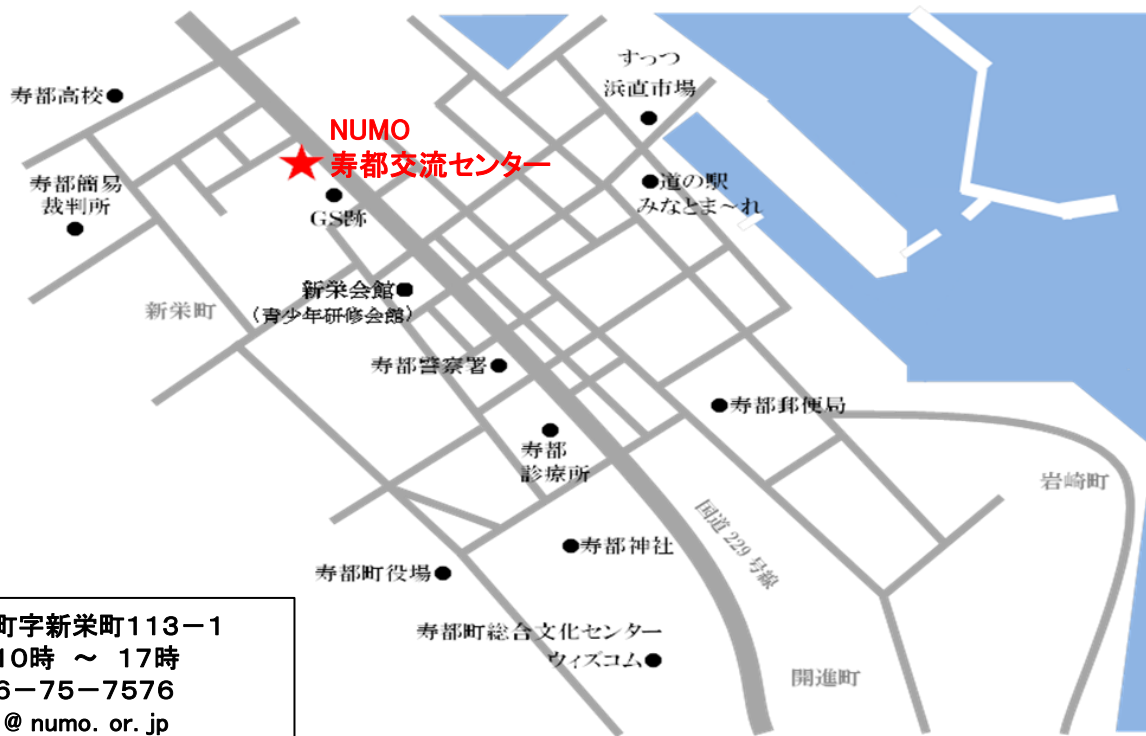 すっつ
浜直市場
寿都高校
NUMO
寿都交流センター
寿都簡易
裁判所
道の駅
みなとま～れ
GS跡
新栄会館
（青少年研修会館）
新栄町
寿都警察署
寿都郵便局
寿都
診療所
岩崎町
国道229号線
寿都神社
寿都町役場
寿都町総合文化センター
ウィズコム
開進町
町字新栄町113－1
10時 ～ 17時
6－75－7576
@ numo. or. jp